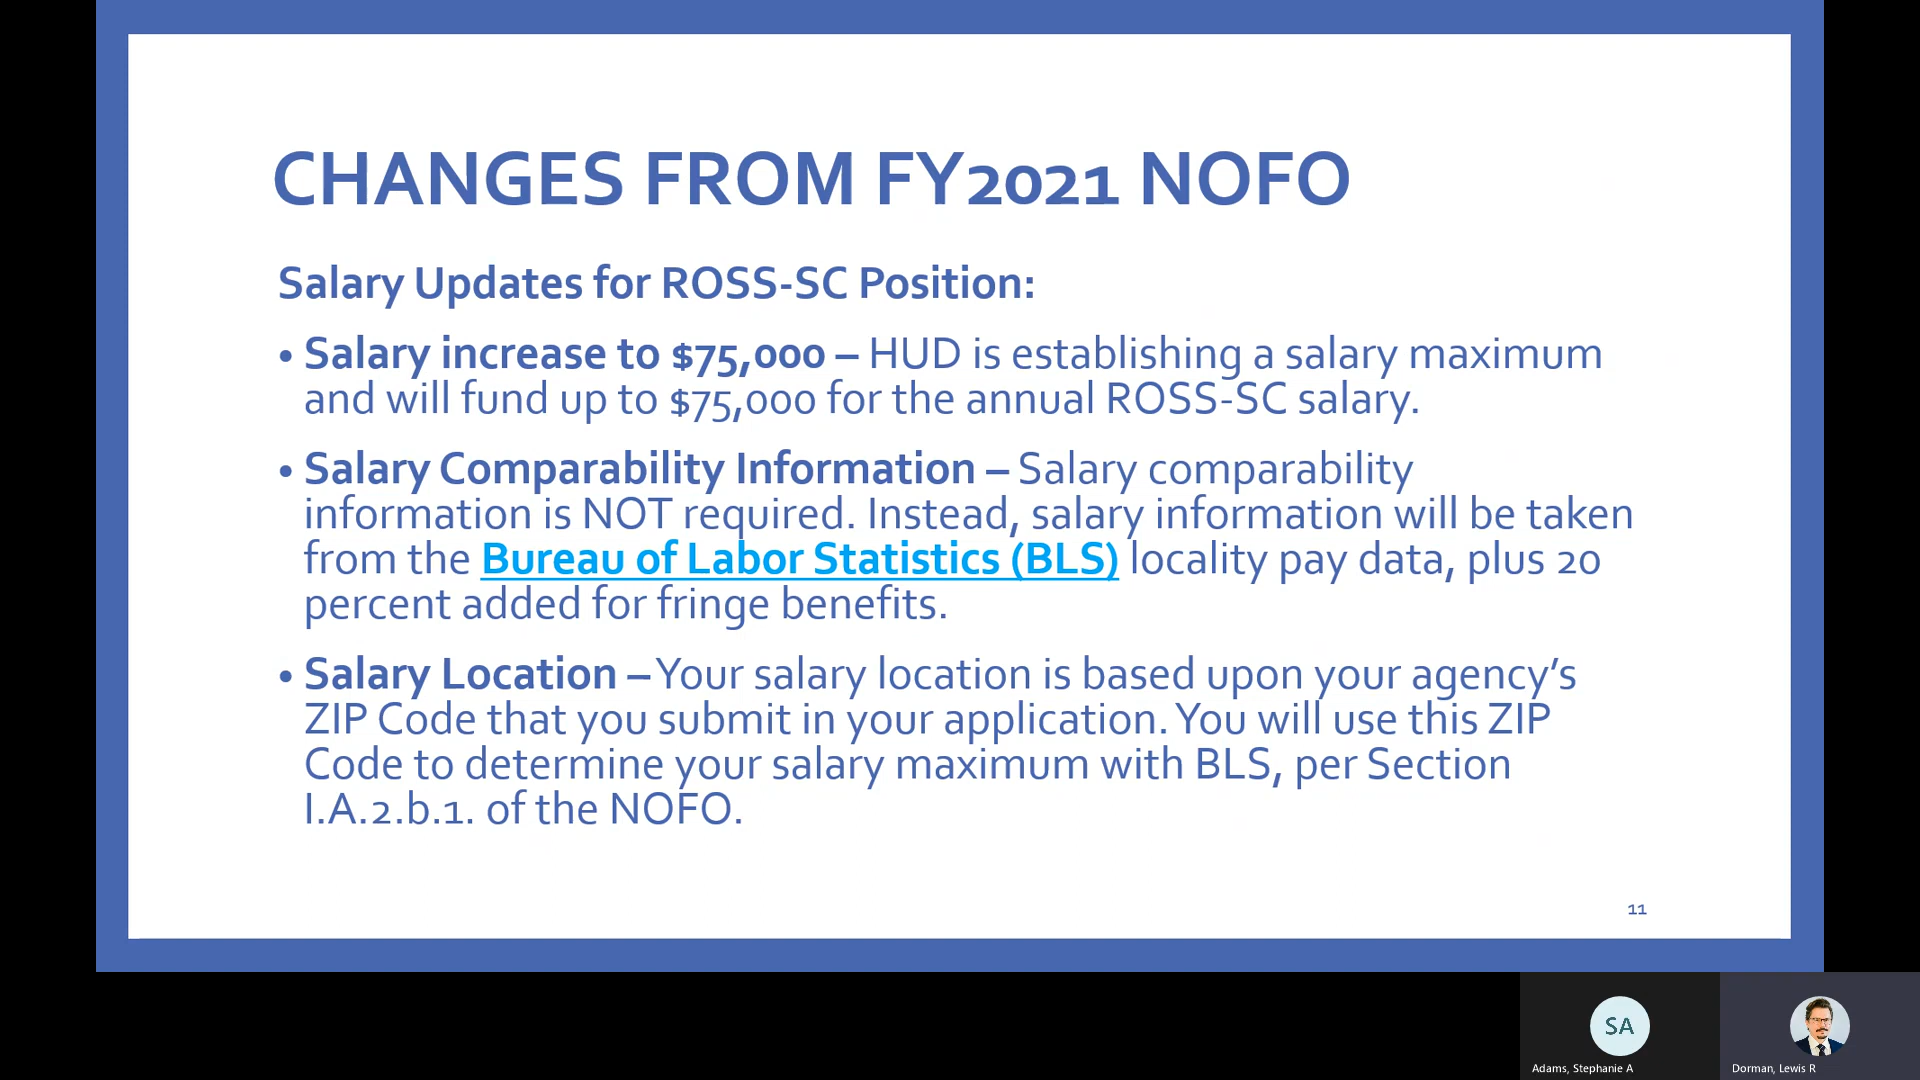 CHANGES FROM FY2021 NOFO
Salary Updates for ROSS-SC Position:
• Salary increase to $75,000 – HUD is establishing a salary maximum
and will fund up to $75,000 for the annual ROSS-SC salary.
• Salary Comparability Information – Salary comparability
information is NOT required. Instead, salary information will be taken
from the Bureau of Labor Statistics (BLS) locality pay data, plus 20
percent added for fringe benefits.
• Salary Location – Your salary location is based upon your agency’s
ZIP Code that you submit in your application. You will use this ZIP
Code to determine your salary maximum with BLS, per Section
I.A.2.b.1. of the NOFO.
11
SA
Adams, Stephanie A
Dorman, Lewis R